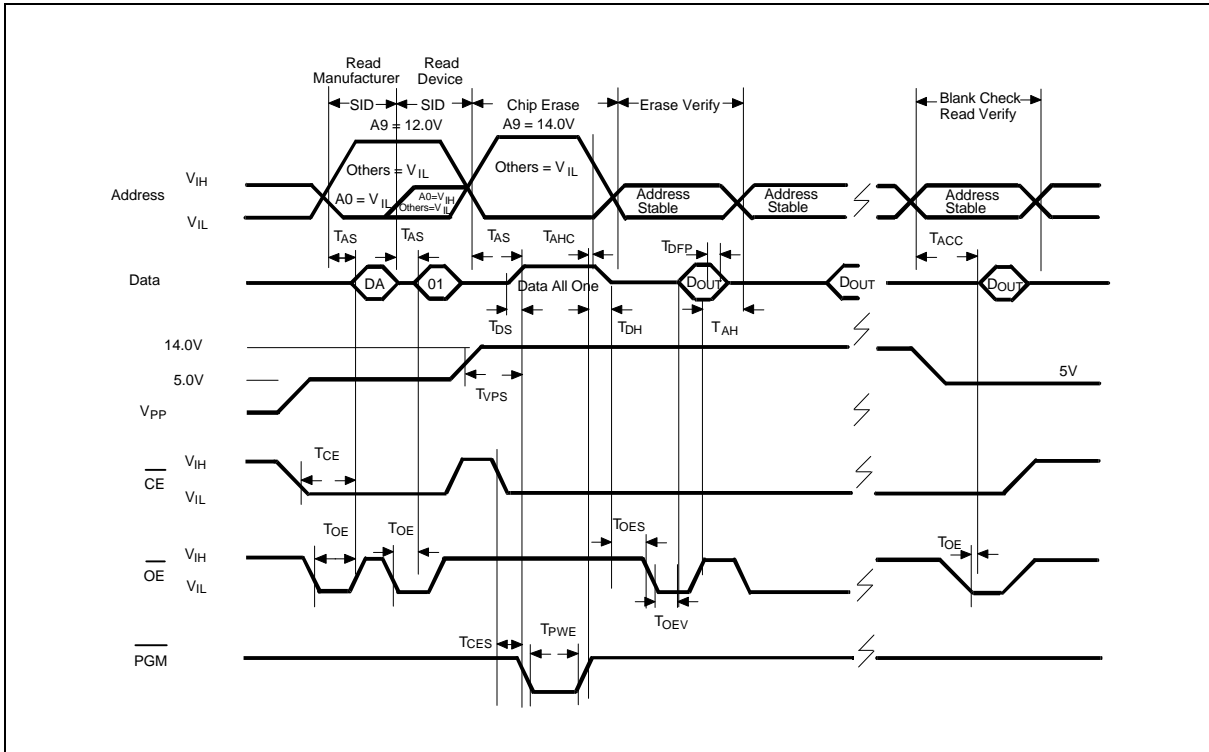 Read Manufacturer
SID
Read Device
SID
Chip Erase
Erase Verify
Blank Check
Read Verify
A9 = 12.0V
A9 = 14.0V
Others = VIL
Others = VIL
Address
VIH
VIL
A0 = VIL
A0=VIH
Others=VIL
Address Stable
Address Stable
Address Stable
TAS
TAS
TAS
TAHC
TDFP
TACC
Data
DA
01
Data All One
DOUT
DOUT
DOUT
TDS
TDH
TAH
14.0V
5.0V
VPP
TVPS
5V
CE
VIH
VIL
TCE
OE
VIH
VIL
TOE
TOE
TOES
TOEV
TOE
PGM
TCES
TPWE